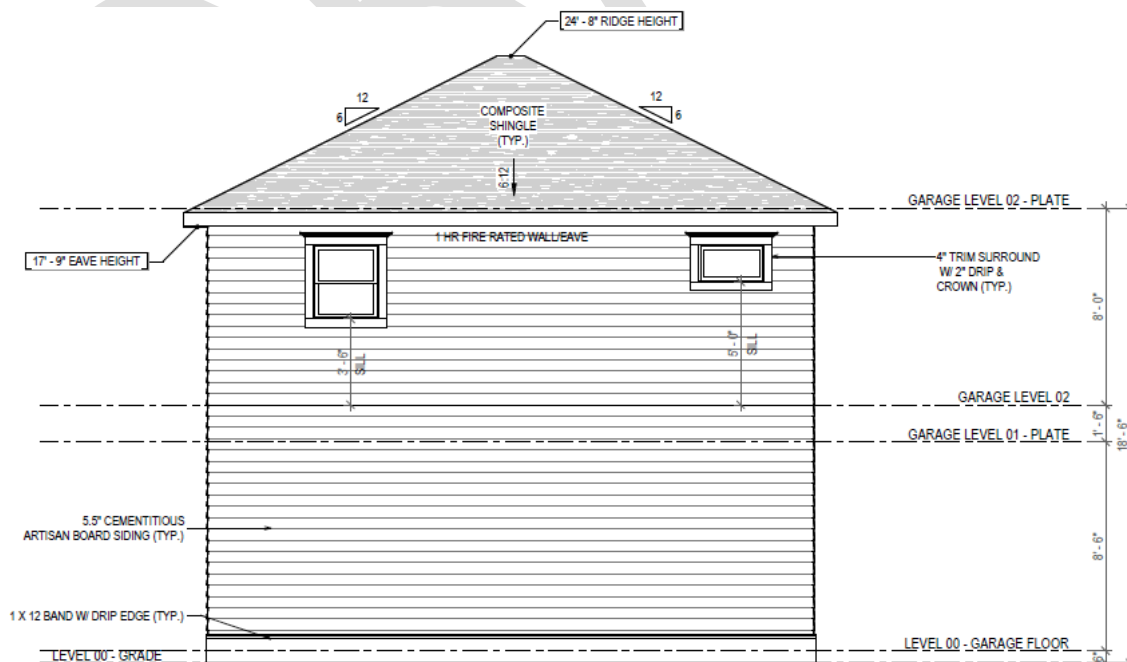 24' - 8" RIDGE HEIGHT
12
6
12
6
COMPOSITE
SHINGLE
(TYP.)
6:12
GARAGE LEVEL 02 - PLATE
1 HR FIRE RATED WALL/EAVE
17' - 9" EAVE HEIGHT
4" TRIM SURROUND
W/ 2" DRIP &
CROWN (TYP.)
8' - 0"
3' - 6"
SILL
5' - 0"
SILL
GARAGE LEVEL 02
1' - 6"
18' - 6"
GARAGE LEVEL 01 - PLATE
5.5" CEMENTITIOUS
ARTISAN BOARD SIDING (TYP.)
8' - 6"
1 X 12 BAND W/ DRIP EDGE (TYP.)
LEVEL 00 - GARAGE FLOOR
LEVEL 00 - GRADE
6"